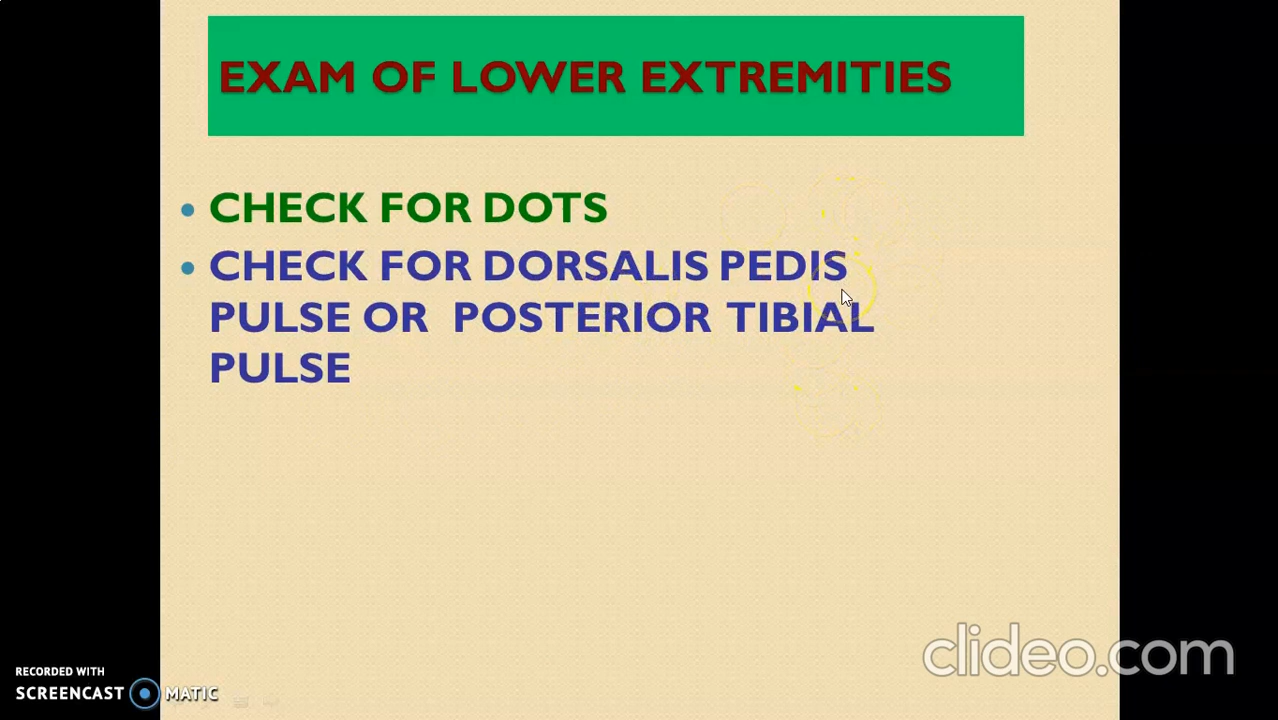 EXAM OF LOWER EXTREMITIES
• CHECK FOR DOTS
• CHECK FOR DORSALIS PEDIS
PULSE OR POSTERIOR TIBIAL
PULSE
clideo.com
RECORDED WITH
SCREENCAST MATIC